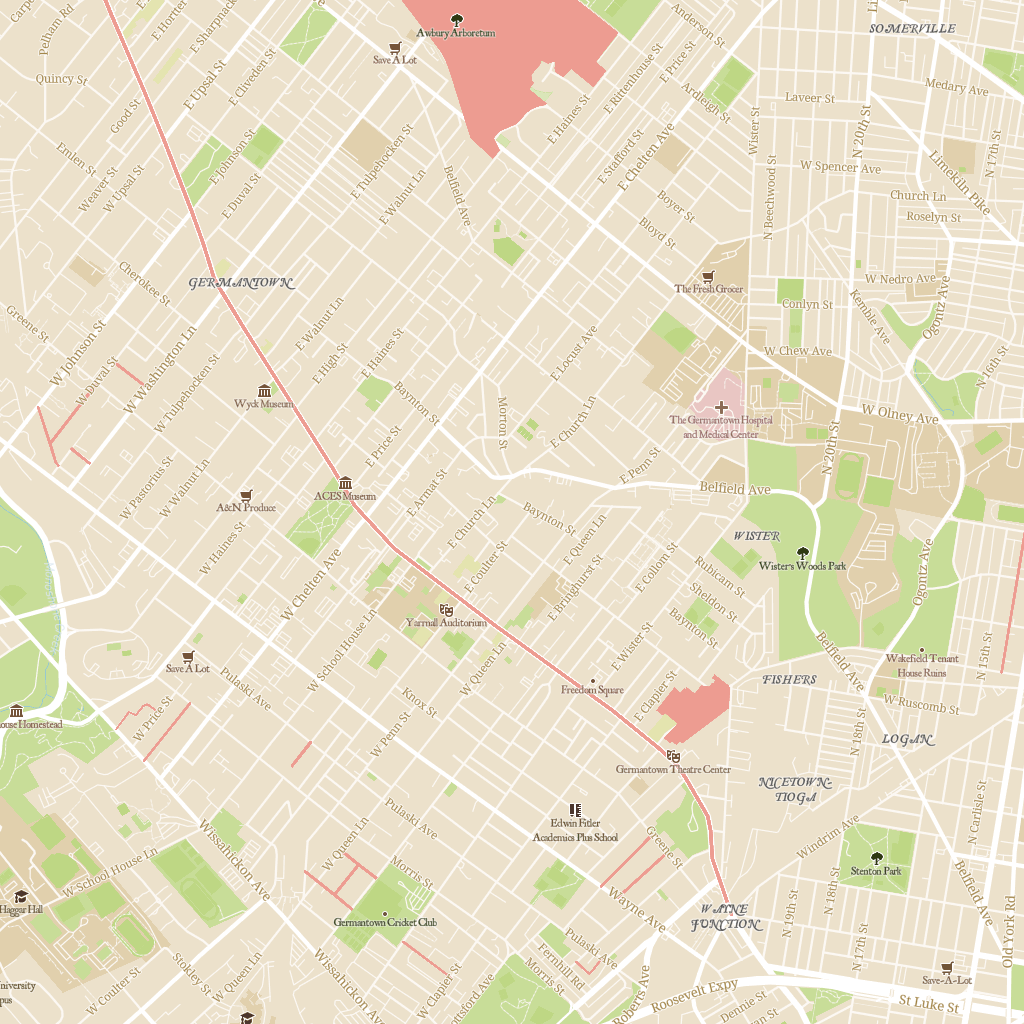 Pelham Rd
E Hortter St
E Sharpnack
Anderson St
SOMERVILLE
Awbury Arboretum
Save A Lot
E Upsal St
E Cliveden St
E Rittenhouse St
E Price St
Quincy St
Medary Ave
Laveer St
Ardleigh St
Good St
E Haines St
Wister St
N 20th St
E Johnson St
E Tulpehocken St
E Stafford St
E Chelten Ave
N 17th St
Emlen St
W Spencer Ave
Limekiln Pike
Weaver St
W Upsal St
E Duval St
E Walnut Ln
Belfield Ave
Boyer St
N Beechwood St
Church Ln
Roselyn St
Bloyd St
Cherokee St
GERMANTOWN
The Fresh Grocer
W Nedro Ave
Conlyn St
Kemble Ave
Ogontz Ave
Greene St
E Walnut Ln
W Johnson St
W Washington Ln
E High St
E Haines St
E Locust Ave
W Chew Ave
N 16th St
W Duval St
W Tulpehocken St
Wyck Museum
Baynton St
Morton St
E Church Ln
The Germantown Hospital
and Medical Center
W Olney Ave
E Price St
N 20th St
W Pastorius St
W Walnut Ln
ACES Museum
E Armat St
E Penn St
Belfield Ave
A&N Produce
E Church Ln
Baynton St
E Queen Ln
WISTER
W Haines St
W Chelten Ave
E Coulter St
E Bringhurst St
E Collom St
Rubicam St
Wister's Woods Park
Ogontz Ave
Sheldon St
Yarmal Auditorium
Baynton St
W School House Ln
E Wister St
Belfield Ave
N 15th St
Save A Lot
Pulaski Ave
W Queen Ln
Freedom Square
FISHERS
Wakefield Tenant
House Ruins
W Price St
Knox St
E Clapier St
W Ruscomb St
ouse Homestead
W Penn St
N 18th St
LOGAN
Germantown Theatre Center
NICETOWN-
TIOGA
Pulaski Ave
Edwin Fitler
Academics Plus School
Wissahickon Ave
W Queen Ln
Greene St
Windrim Ave
N Carlisle St
W School House Ln
Morris St
Stenton Park
Haggar Hall
Germantown Cricket Club
Wayne Ave
WAYNE
JUNCTION
N 19th St
N 18th St
Belfield Ave
Old York Rd
N 17th St
Wissahickon Ave
Pulaski Ave
Fernhill Rd
Morris St
W Coulter St
Stokley St
W Queen Ln
W Clapier St
ottsford Ave
Roberts Ave
Roosevelt Expy
Save-A-Lot
niversity
pus
Dennie St
an St
St Luke St